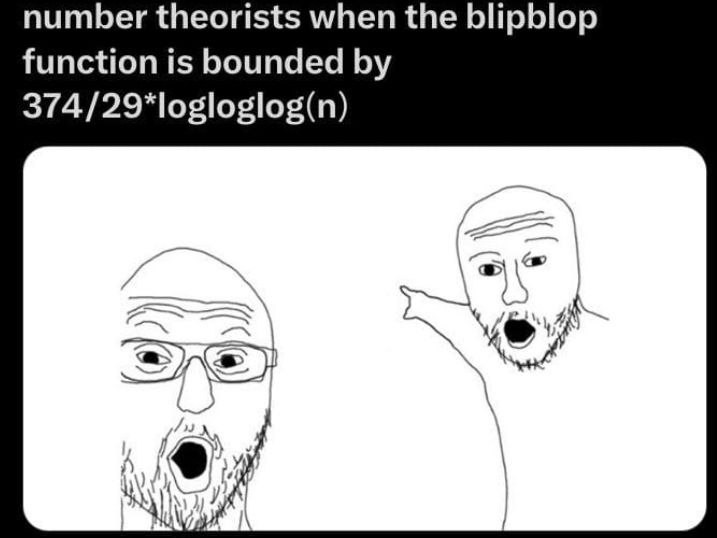 number theorists when the blipblop
function is bounded by
374/29*logloglog(n)